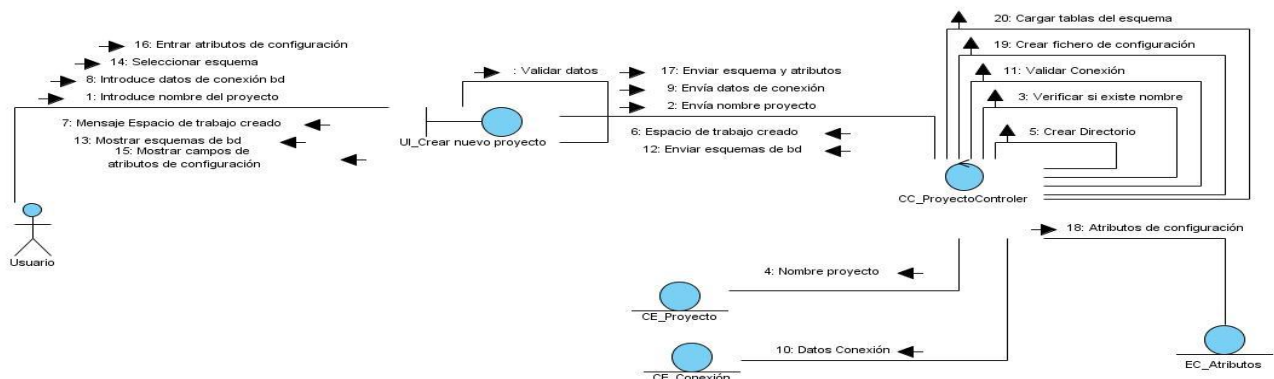 16: Entrar atributos de configuración
14: Seleccionar esquema
8: Introduce datos de conexión bd
1: Introduce nombre del proyecto
7: Mensaje Espacio de trabajo creado
13: Mostrar esquemas de bd
15: Mostrar campos de
atributos de configuración
Usuario
: Validar datos
UI_Crear nuevo proyecto
17: Enviar esquema y atributos
9: Envía datos de conexión
2: Envía nombre proyecto
6: Espacio de trabajo creado
12: Enviar esquemas de bd
20: Cargar tablas del esquema
19: Crear fichero de configuración
11: Validar Conexión
3: Verificar si existe nombre
5: Crear Directorio
CC_ProyectoControler
18: Atributos de configuración
4: Nombre proyecto
CE_Proyecto
10: Datos Conexión
CE_Conexión
EC_Atributos